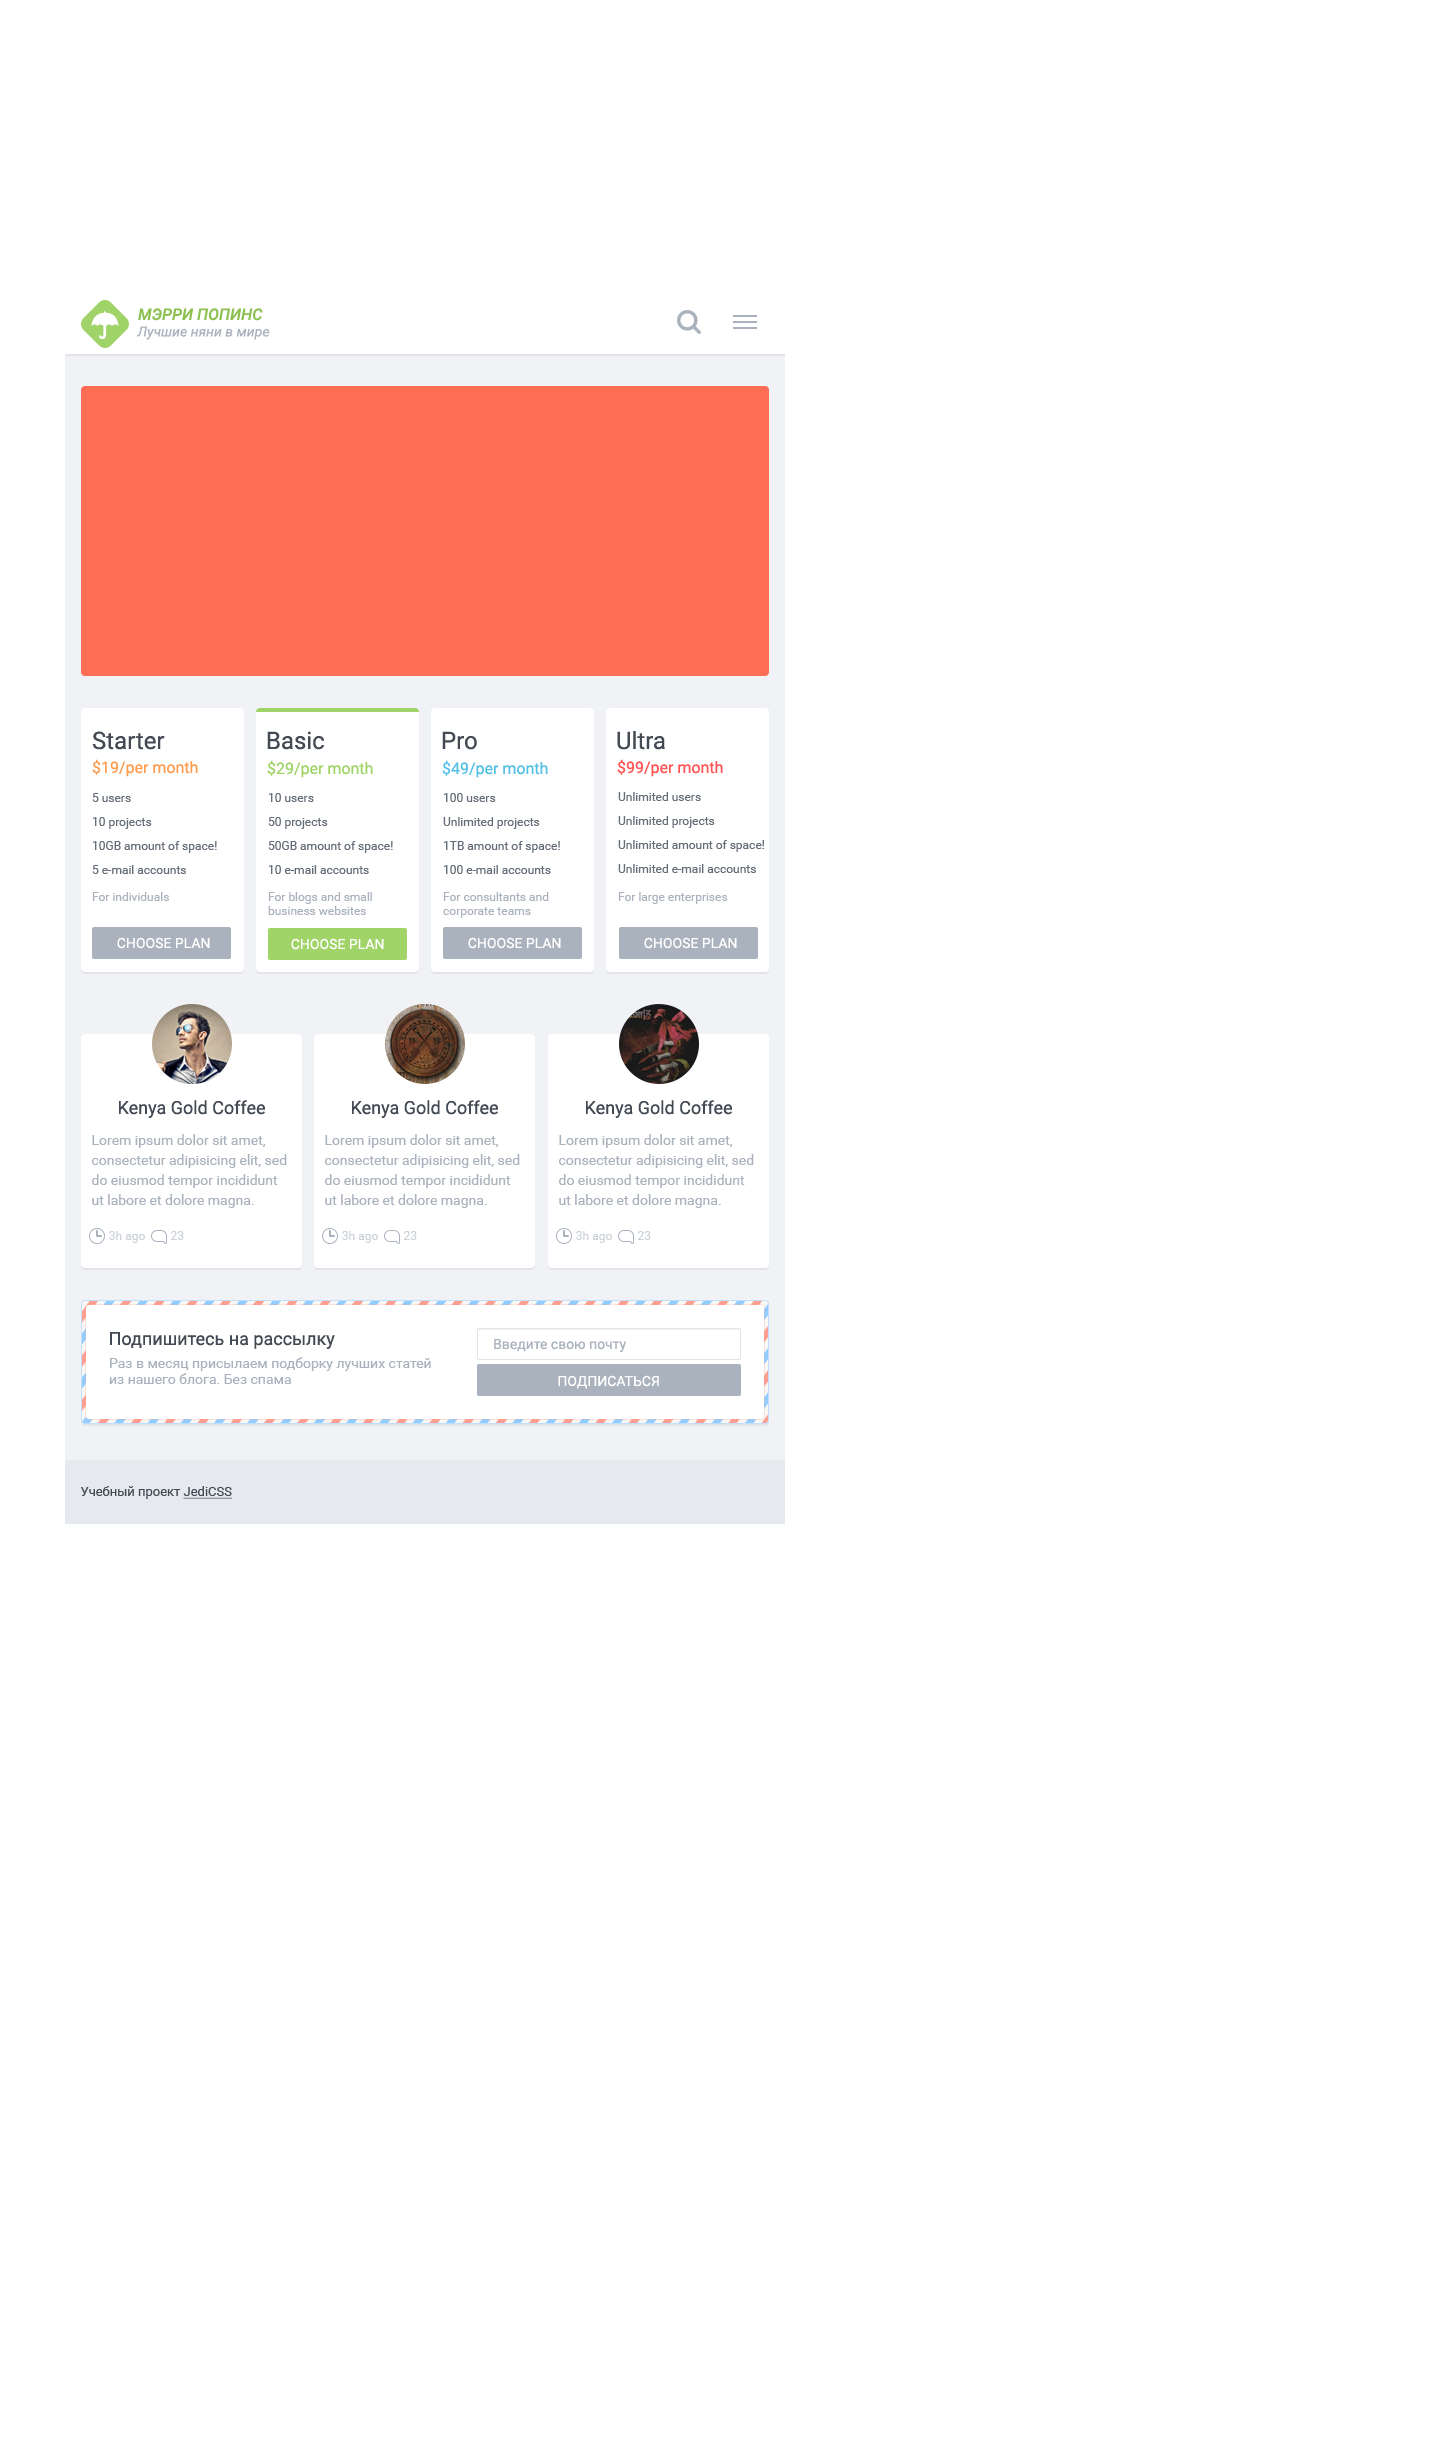 МЭРРИ ПОПИНС
Лучшие няни в мире
Starter
$19/per month
5 users
10 projects
10GB amount of space!
5 e-mail accounts
For individuals
CHOOSE PLAN
Basic
$29/per month
10 users
50 projects
50GB amount of space!
10 e-mail accounts
For blogs and small
business websites
CHOOSE PLAN
Pro
$49/per month
100 users
Unlimited projects
1TB amount of space!
100 e-mail accounts
For consultants and
corporate teams
CHOOSE PLAN
Ultra
$99/per month
Unlimited users
Unlimited projects
Unlimited amount of space!
Unlimited e-mail accounts
For large enterprises
CHOOSE PLAN
Kenya Gold Coffee
Lorem ipsum dolor sit amet,
consectetur adipisicing elit, sed
do eiusmod tempor incididunt
ut labore et dolore magna.
3h ago 23
Kenya Gold Coffee
Lorem ipsum dolor sit amet,
consectetur adipisicing elit, sed
do eiusmod tempor incididunt
ut labore et dolore magna.
3h ago 23
Kenya Gold Coffee
Lorem ipsum dolor sit amet,
consectetur adipisicing elit, sed
do eiusmod tempor incididunt
ut labore et dolore magna.
3h ago 23
Подпишитесь на рассылку
Раз в месяц присылаем подборку лучших статей
из нашего блога. Без спама
Введите свою почту
ПОДПИСАТЬСЯ
Учебный проект JediCSS